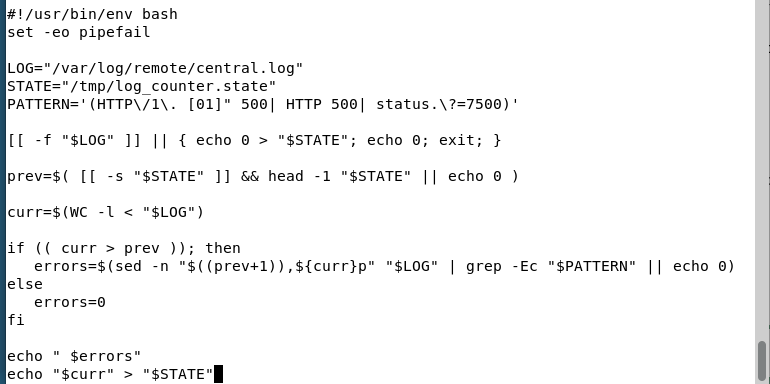 #!/usr/bin/env bash
set -eo pipefail

LOG="/var/log/remote/central.log"
STATE="/tmp/log_counter.state"
PATTERN='(HTTP\/1\. [01]" 500| HTTP 500| status.\?=7500)'

[[ -f "$LOG" ]] || { echo 0 > "$STATE"; echo 0; exit; }

prev=$( [[ -s "$STATE" ]] && head -1 "$STATE" || echo 0 )

curr=$(WC -l < "$LOG")

if (( curr > prev )); then
   errors=$(sed -n "$((prev+1)),${curr}p" "$LOG" | grep -Ec "$PATTERN" || echo 0)
else
   errors=0
fi

echo " $errors"
echo "$curr" > "$STATE"